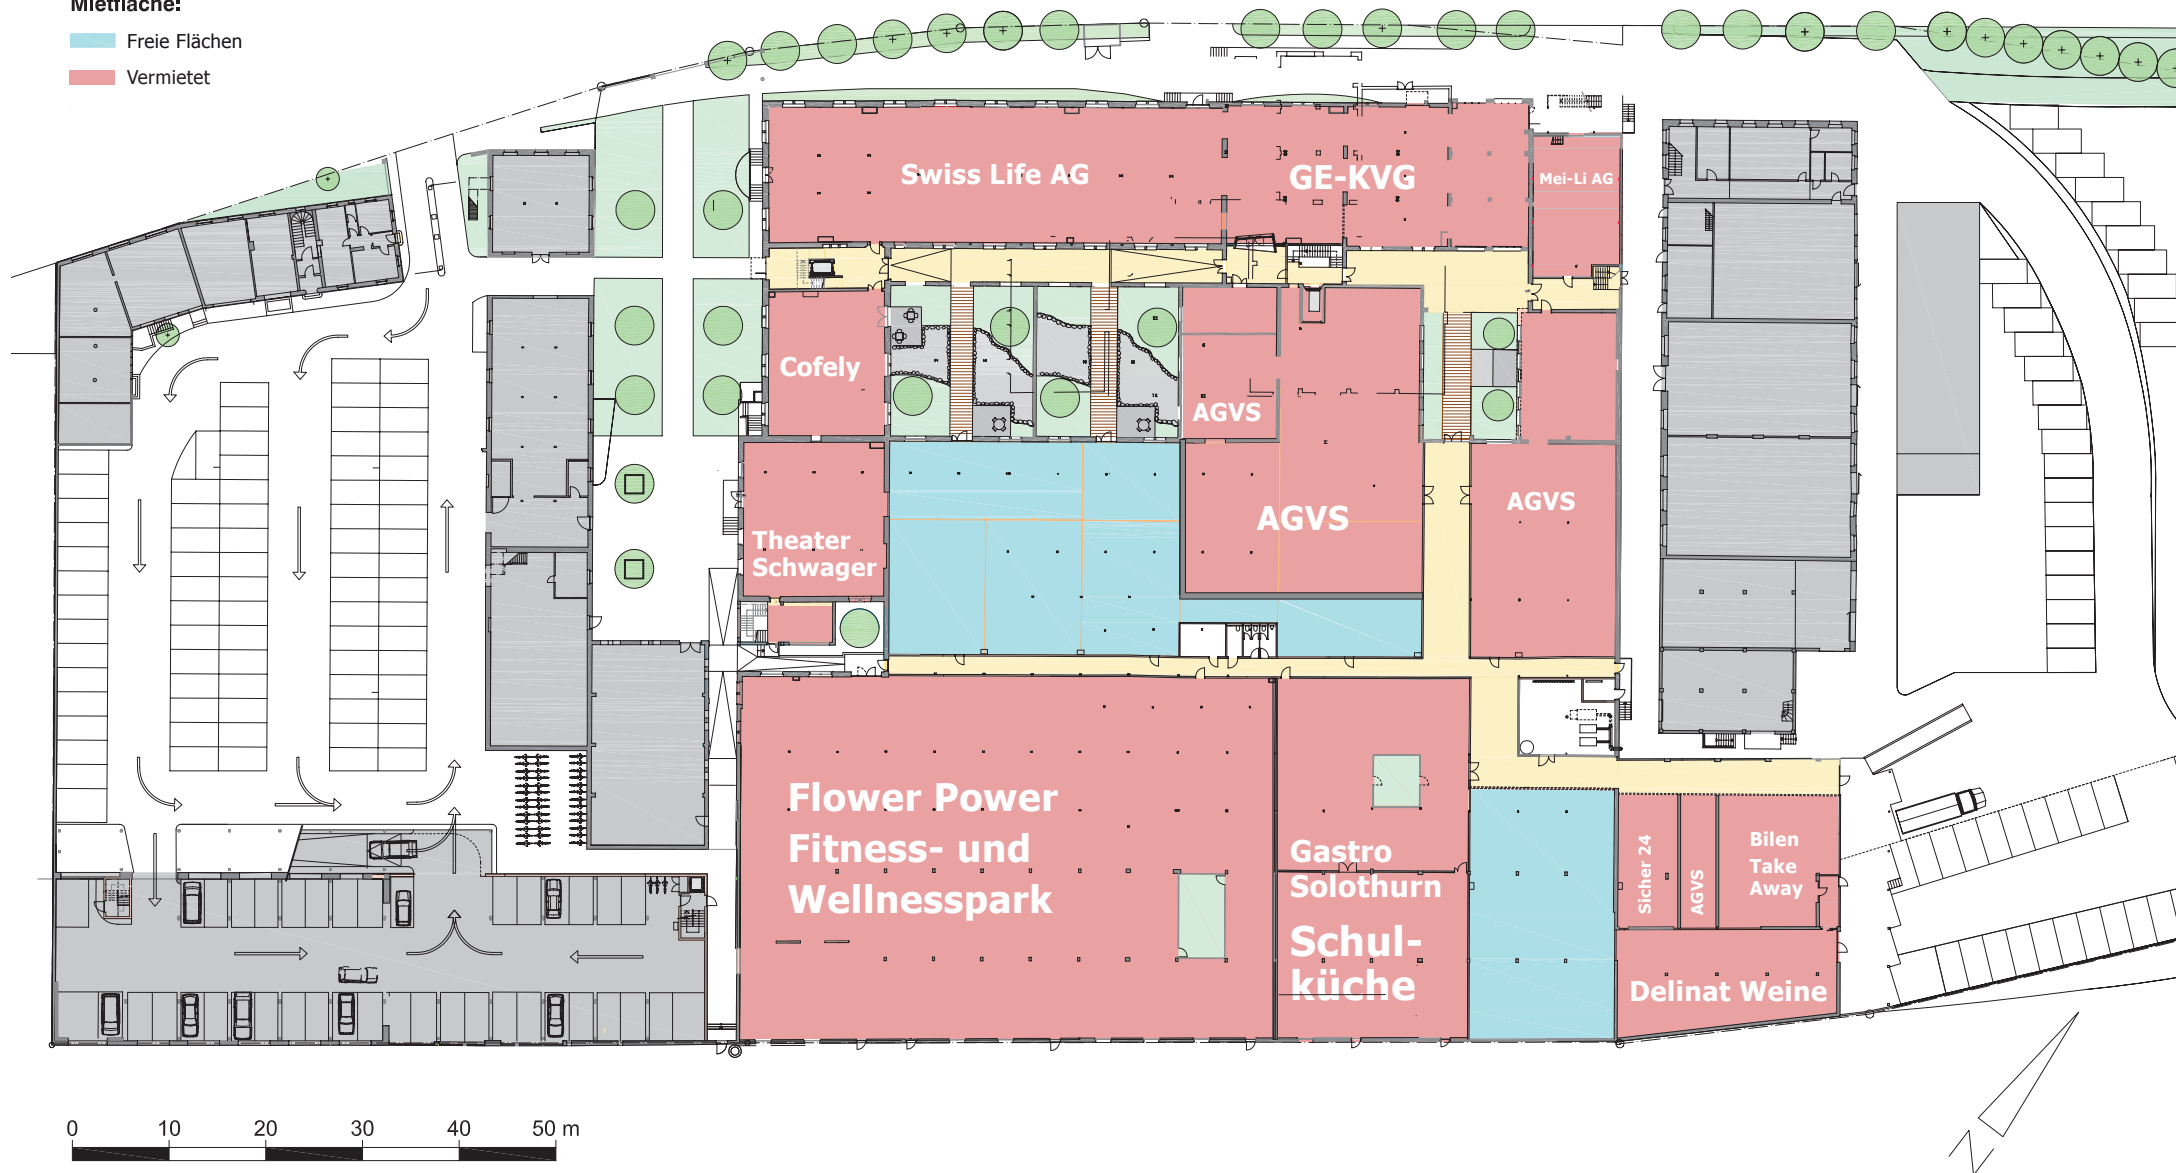 Mietfläche:
Freie Flächen
Vermietet
Swiss Life AG
GE-KVG
Mei-Li AG
Cofely
AGVS
AGVS
AGVS
Theater
Schwager
Flower Power
Fitness- und
Wellnesspark
Gastro
Solothurn
Schul-
küche
Sicher 24
AGVS
Bilen
Take
Away
Delinat Weine
0 10 20 30 40 50 m
N